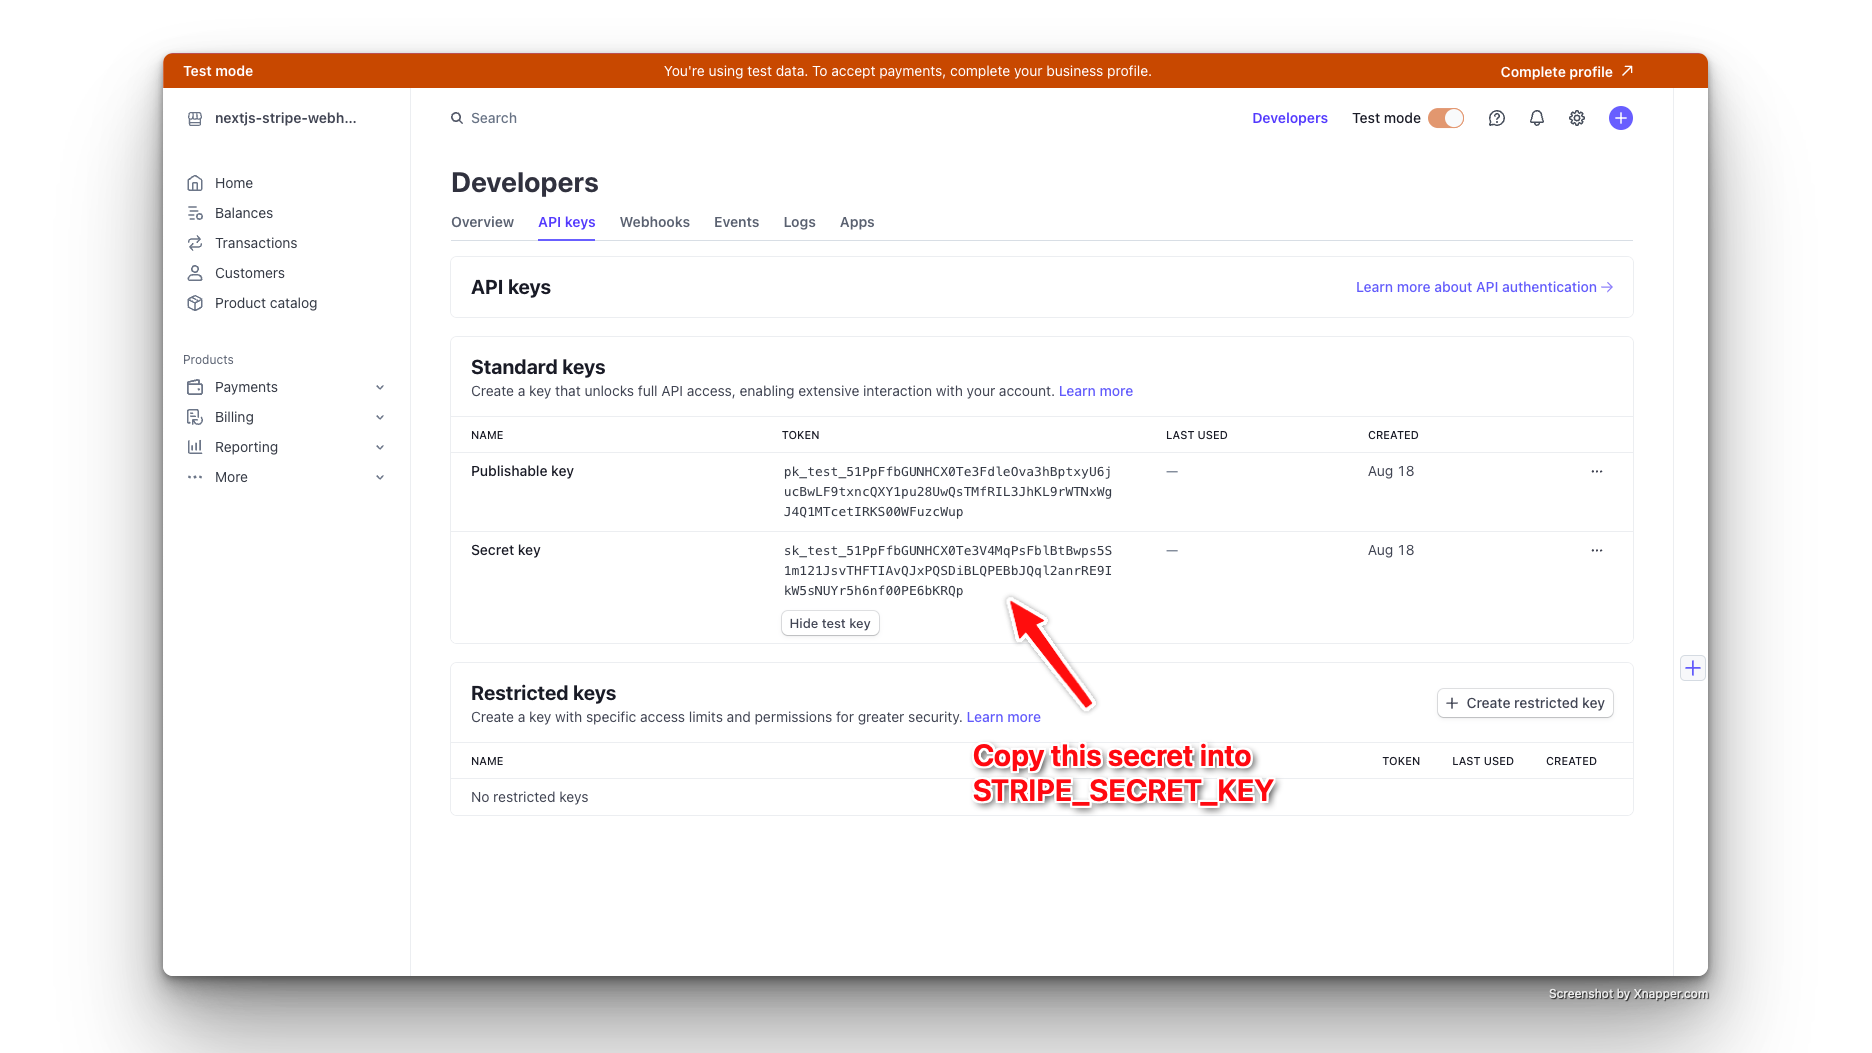 Test mode
You're using test data. To accept payments, complete your business profile.
Complete profile
nextjs-stripe-webh...
Search
Developers
Test mode
Home
Balances
Transactions
Customers
Product catalog
Products
Payments
Billing
Reporting
More
Developers
Overview API keys Webhooks Events Logs Apps
API keys
Learn more about API authentication
Standard keys
Create a key that unlocks full API access, enabling extensive interaction with your account. Learn more
NAME TOKEN LAST USED CREATED
Publishable key
pk_test_51PpFfbGUNHCX0Te3FdleOva3hBptxyU6j
ucBwLF9txncQXY1pu28UwQsTMfRIL3JhKL9rWTNxWg
J4Q1MTcetIRKS00WFuzcWup
— Aug 18
Secret key
sk_test_51PpFfbGUNHCX0Te3V4MqPsFblBtBwps5S
1m121JsvTHFTIAvQJxPQSDiBLQPEBbJQql2anrRE9I
kW5sNUYr5h6nf00PE6bKRQp
— Aug 18
Hide test key
Restricted keys
Create a key with specific access limits and permissions for greater security. Learn more
Create restricted key
NAME TOKEN LAST USED CREATED
No restricted keys
Copy this secret into
STRIPE_SECRET_KEY
Screenshot by Xnapper.com